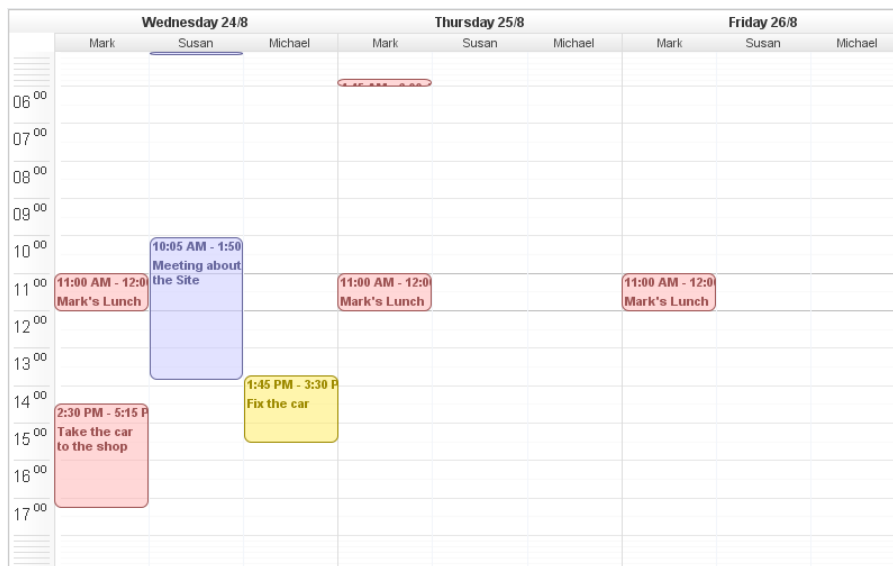 Wednesday 24/8 Thursday 25/8 Friday 26/8
Mark Susan Michael Mark Susan Michael Mark Susan Michael
06 00
07 00
08 00
09 00
10 00
10:05 AM - 1:50
Meeting about
the Site
11 00
11:00 AM - 12:0
Mark's Lunch
11:00 AM - 12:0
Mark's Lunch
11:00 AM - 12:0
Mark's Lunch
12 00
13 00
1:45 PM - 3:30 P
Fix the car
14 00
2:30 PM - 5:15 P
Take the car
to the shop
15 00
16 00
17 00